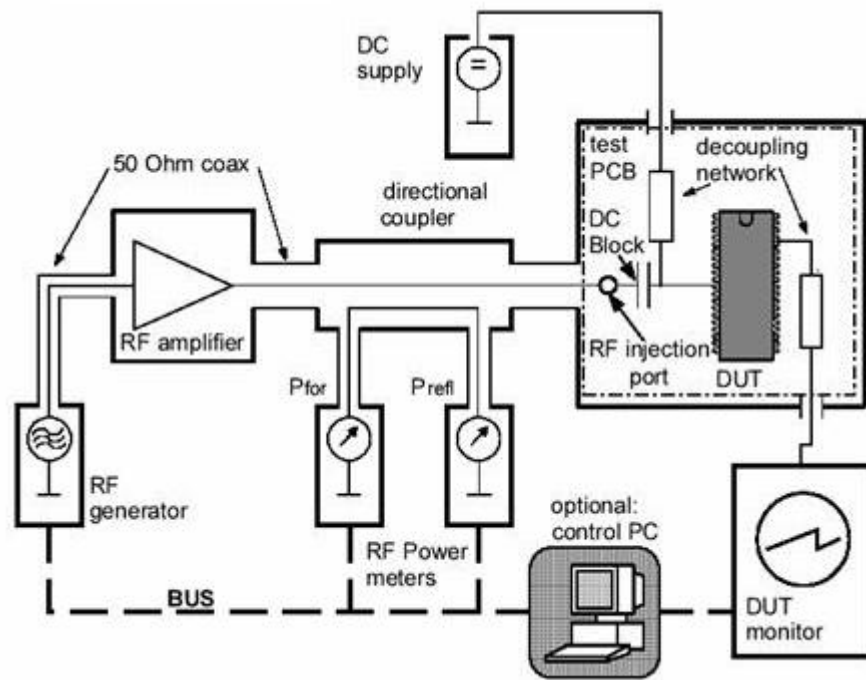 DC
supply
50 Ohm coax
directional
coupler
test
PCB
decoupling
network
DC
Block
RF amplifier
RF injection
port
DUT
Pfor
Prefl
RF
generator
RF Power
meters
optional:
control PC
BUS
DUT
monitor